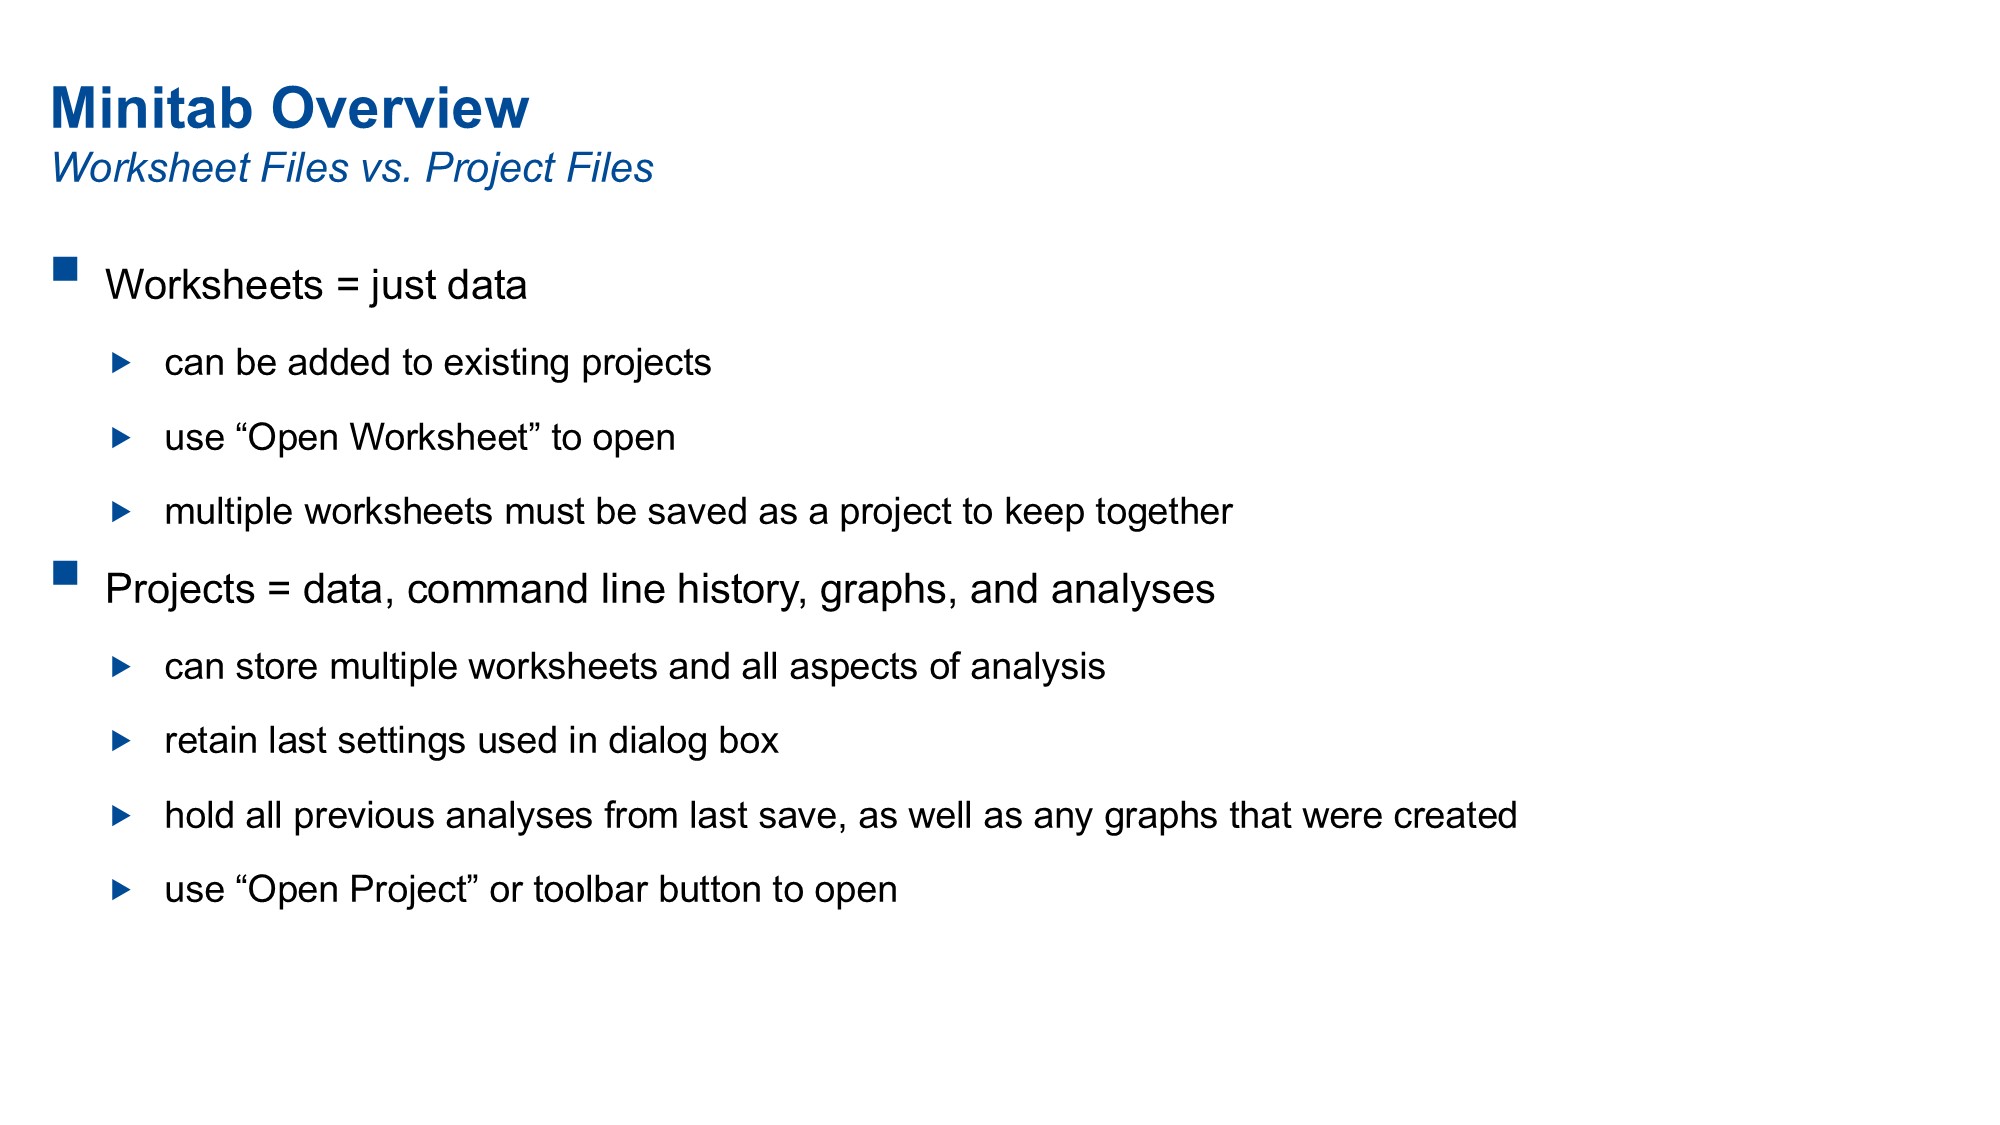 Minitab Overview
Worksheet Files vs. Project Files
Worksheets = just data
can be added to existing projects
use “Open Worksheet” to open
multiple worksheets must be saved as a project to keep together
Projects = data, command line history, graphs, and analyses
can store multiple worksheets and all aspects of analysis
retain last settings used in dialog box
hold all previous analyses from last save, as well as any graphs that were created
use “Open Project” or toolbar button to open